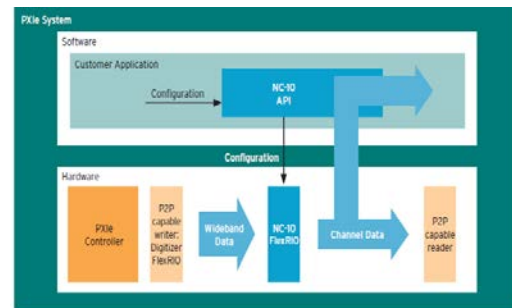 PXIe System
Software
Customer Application
Configuration
NC-10
API
Configuration
Hardware
PXIe
Controller
P2P
capable
writer:
Digitizer
FlexRIO
Wideband
Data
NC-10
FlexRIO
Channel Data
P2P
capable
reader